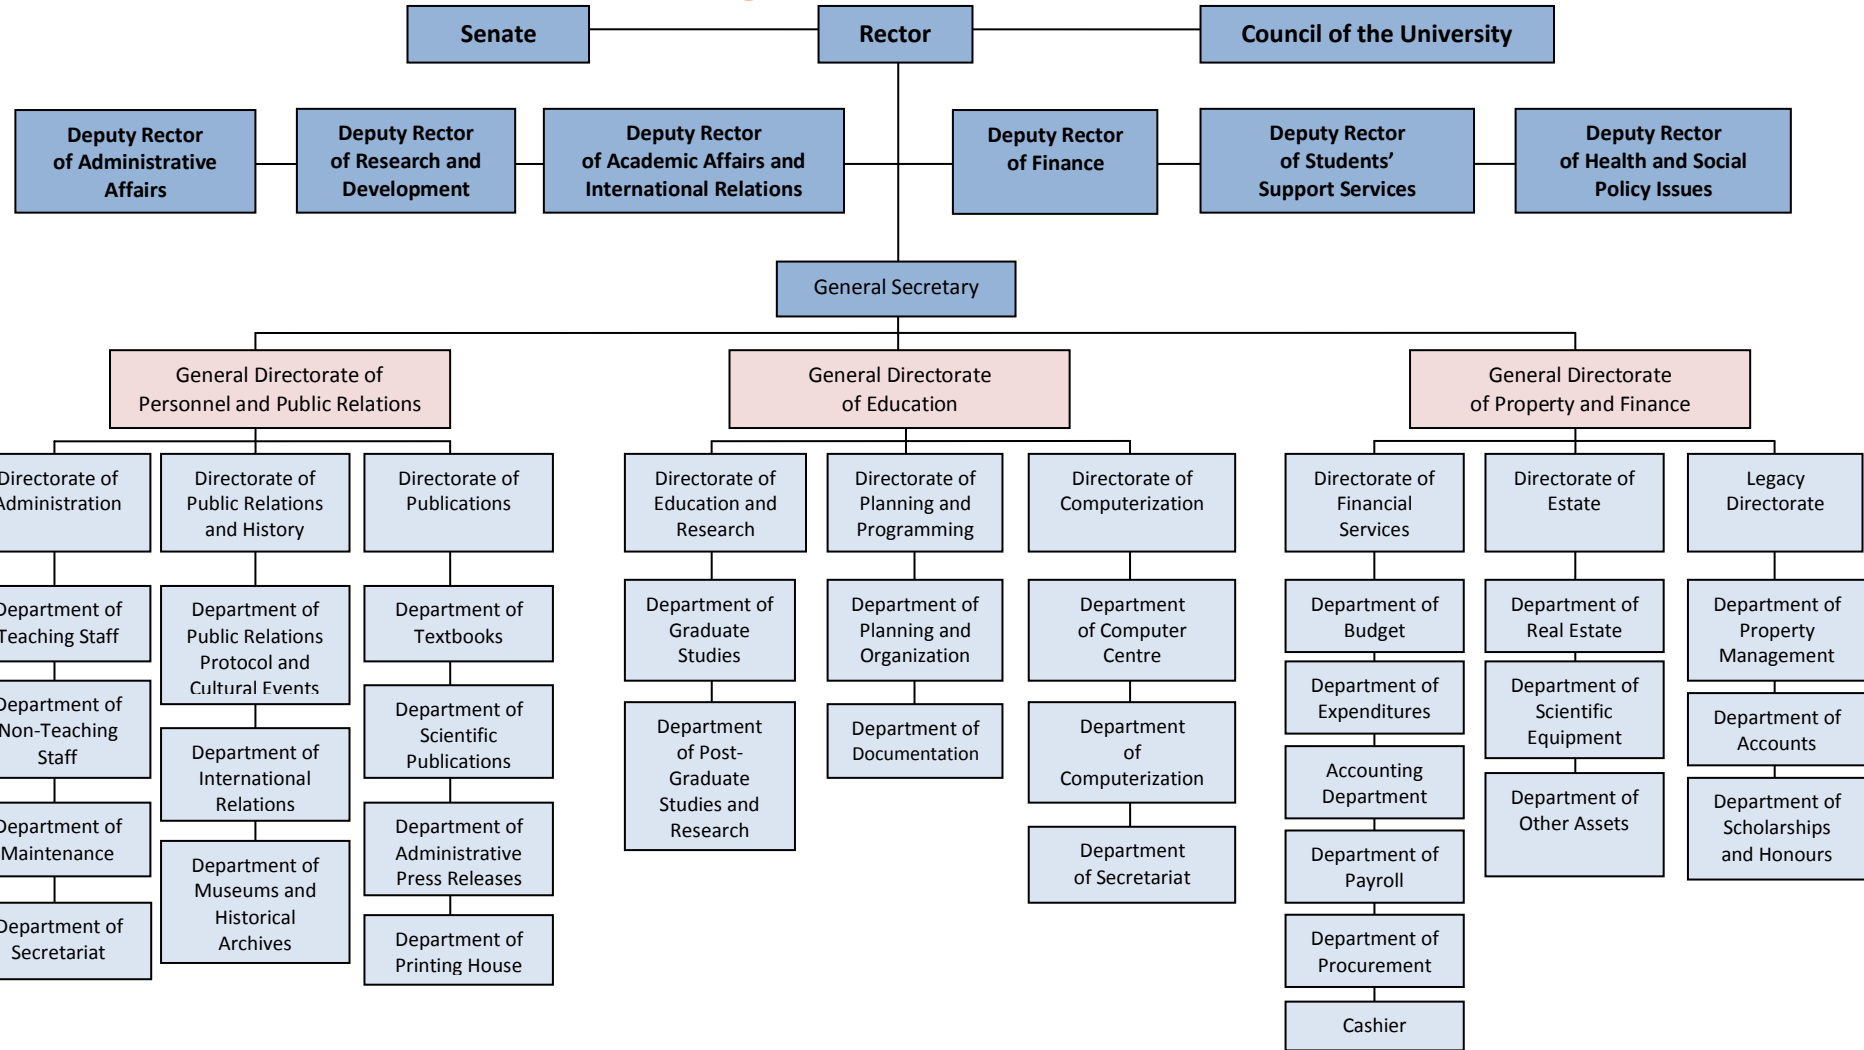 Senate
Rector
Council of the University
Deputy Rector
of Administrative
Affairs
Deputy Rector
of Research and
Development
Deputy Rector
of Academic Affairs and
International Relations
Deputy Rector
of Finance
Deputy Rector
of Students’
Support Services
Deputy Rector
of Health and Social
Policy Issues
General Secretary
General Directorate of
Personnel and Public Relations
General Directorate
of Education
General Directorate
of Property and Finance
Directorate of
Administration
Directorate of
Public Relations
and History
Directorate of
Publications
Directorate of
Education and
Research
Directorate of
Planning and
Programming
Directorate of
Computerization
Directorate of
Financial
Services
Directorate of
Estate
Legacy
Directorate
Department of
Teaching Staff
Department of
Non-Teaching
Staff
Department of
Maintenance
Department of
Secretariat
Department of
Public Relations
Protocol and
Cultural Events
Department of
International
Relations
Department of
Museums and
Historical
Archives
Department of
Textbooks
Department of
Scientific
Publications
Department of
Administrative
Press Releases
Department of
Printing House
Department of
Graduate
Studies
Department
of Post-
Graduate
Studies and
Research
Department of
Planning and
Organization
Department of
Documentation
Department
of Computer
Centre
Department
of
Computerization
Department
of Secretariat
Department of
Budget
Department of
Expenditures
Accounting
Department
Department of
Payroll
Department of
Procurement
Cashier
Department of
Real Estate
Department of
Scientific
Equipment
Department of
Other Assets
Department of
Property
Management
Department of
Accounts
Department of
Scholarships
and Honours